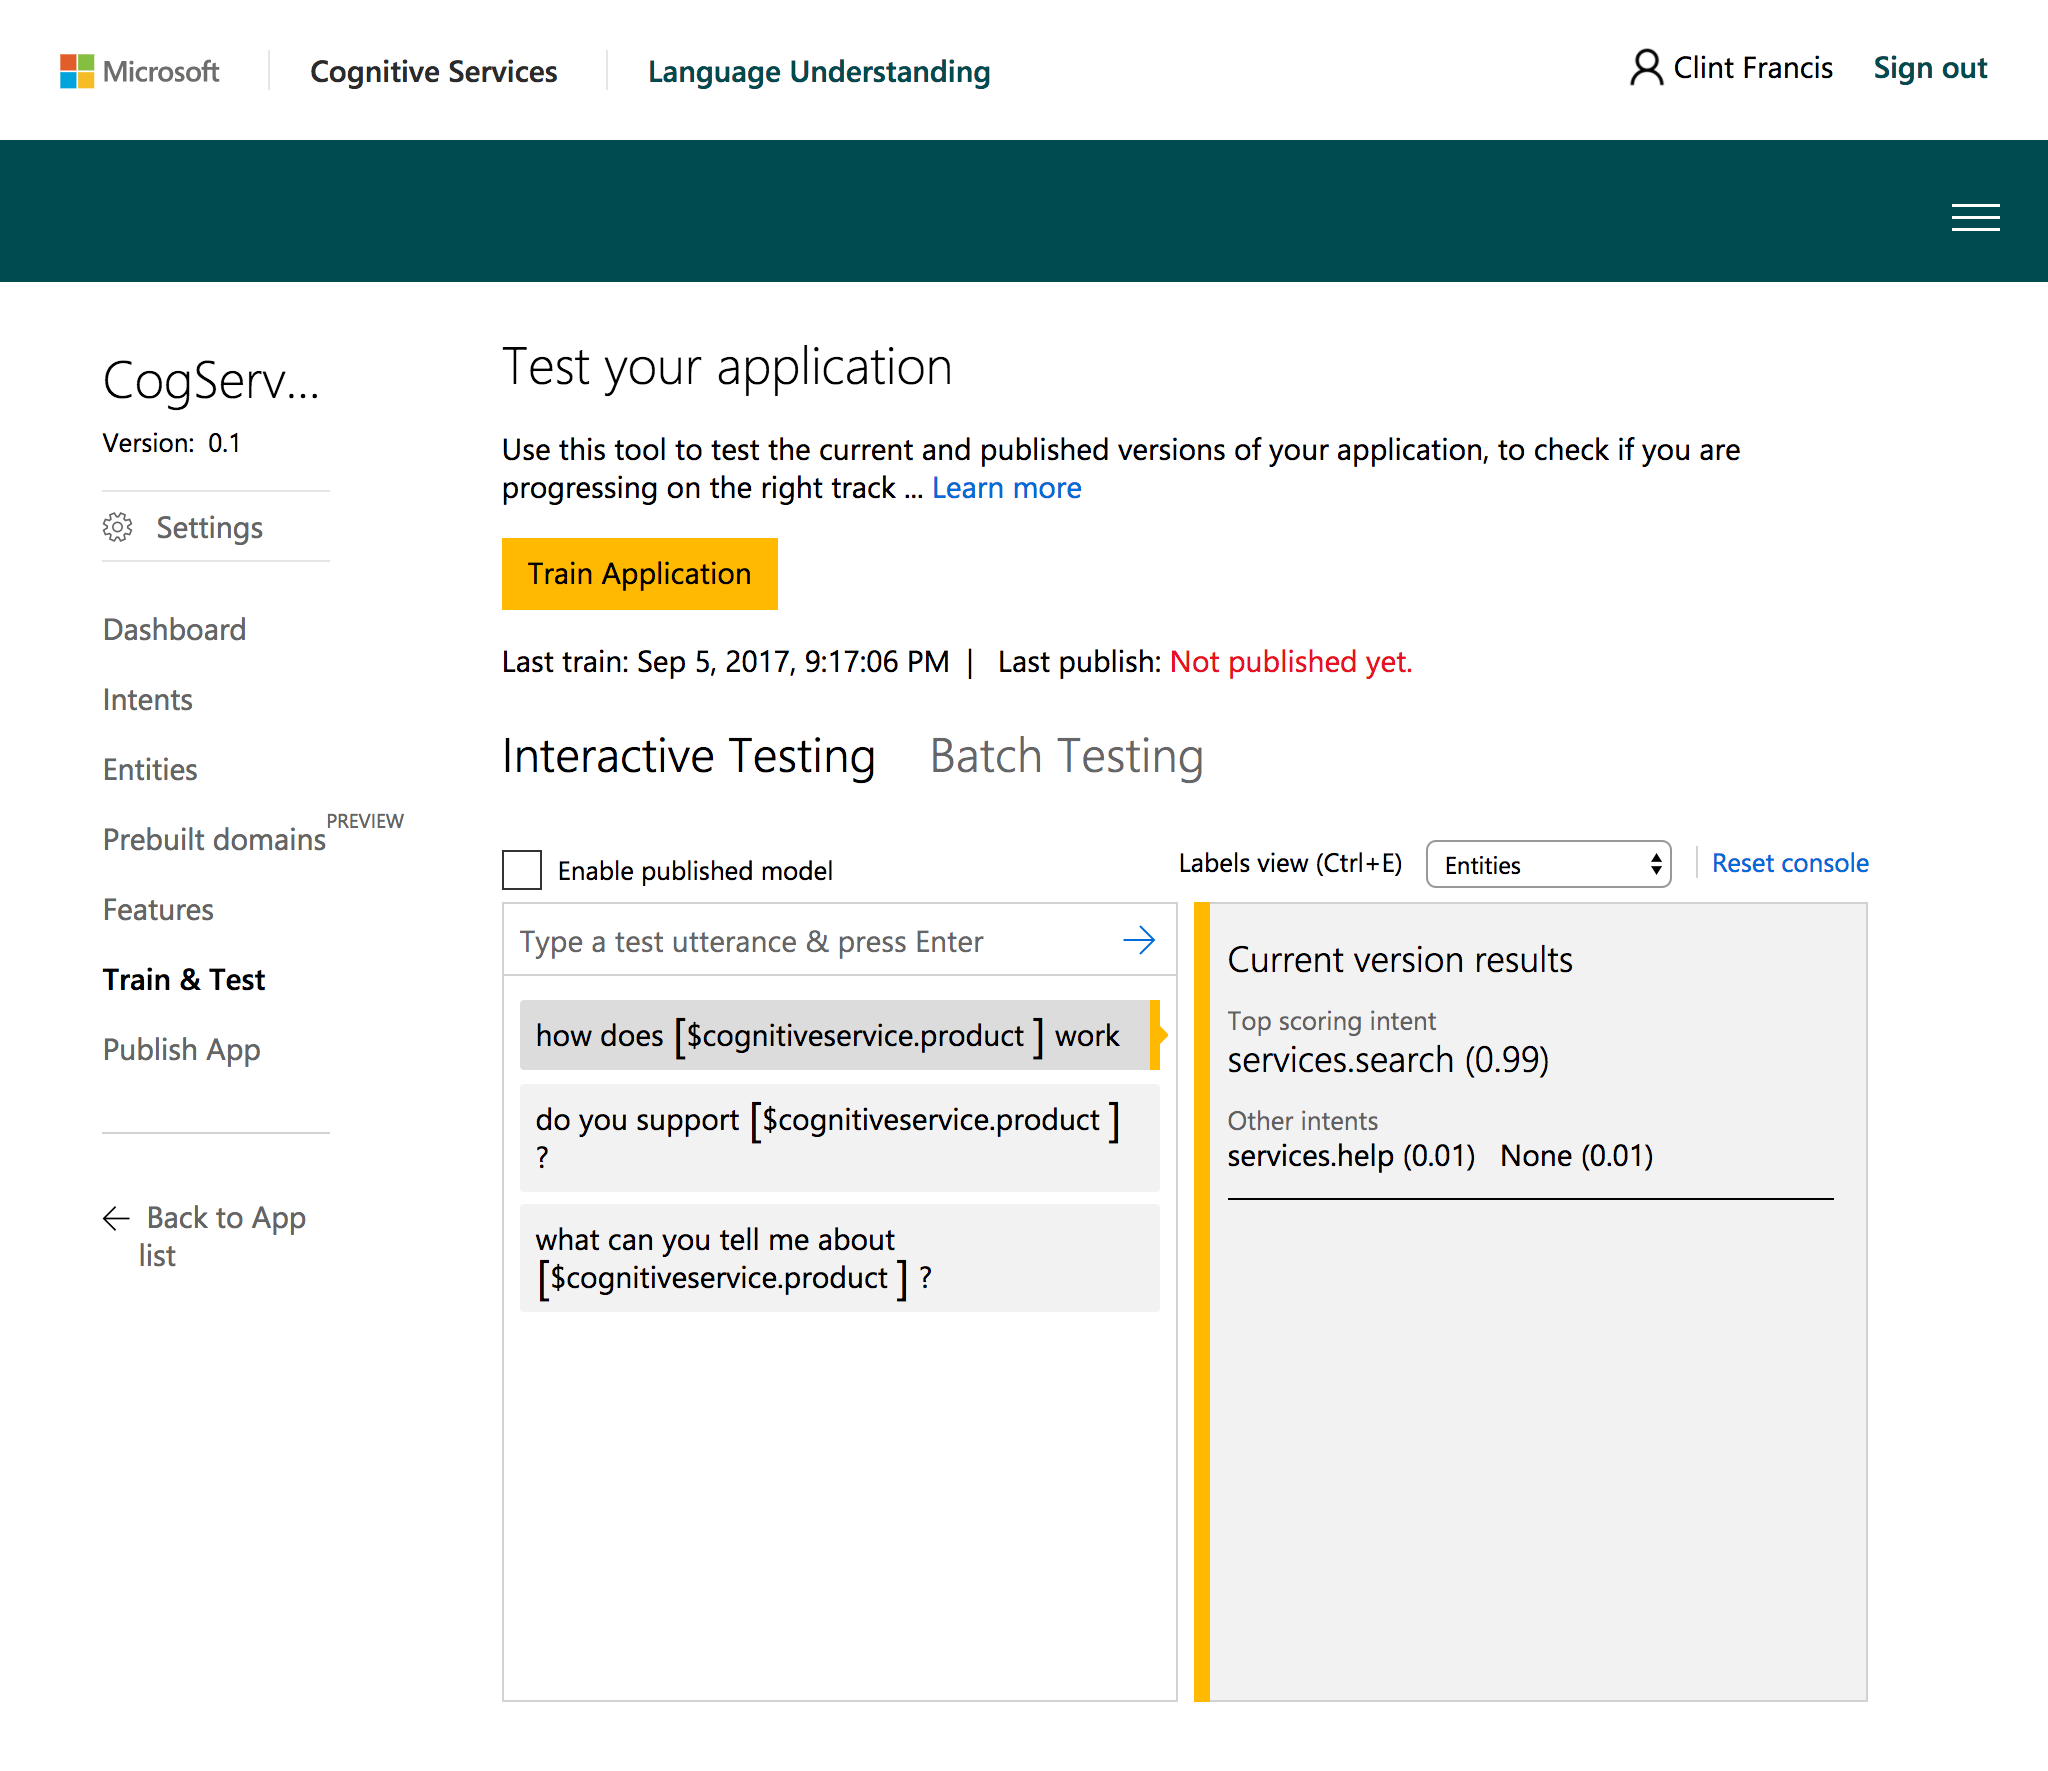 Microsoft
Cognitive Services
Language Understanding
Clint Francis
Sign out
CogServ...
Version: 0.1
Settings
Dashboard
Intents
Entities
Prebuilt domains PREVIEW
Features
Train & Test
Publish App
Back to App
list
Test your application
Use this tool to test the current and published versions of your application, to check if you are
progressing on the right track ... Learn more
Train Application
Last train: Sep 5, 2017, 9:17:06 PM | Last publish: Not published yet.
Interactive Testing
Batch Testing
Enable published model
Labels view (Ctrl+E)
Entities
Reset console
Type a test utterance & press Enter
how does [$cognitiveservice.product ] work
do you support [$cognitiveservice.product ]
?
what can you tell me about
[$cognitiveservice.product ] ?
Current version results
Top scoring intent
services.search (0.99)
Other intents
services.help (0.01) None (0.01)